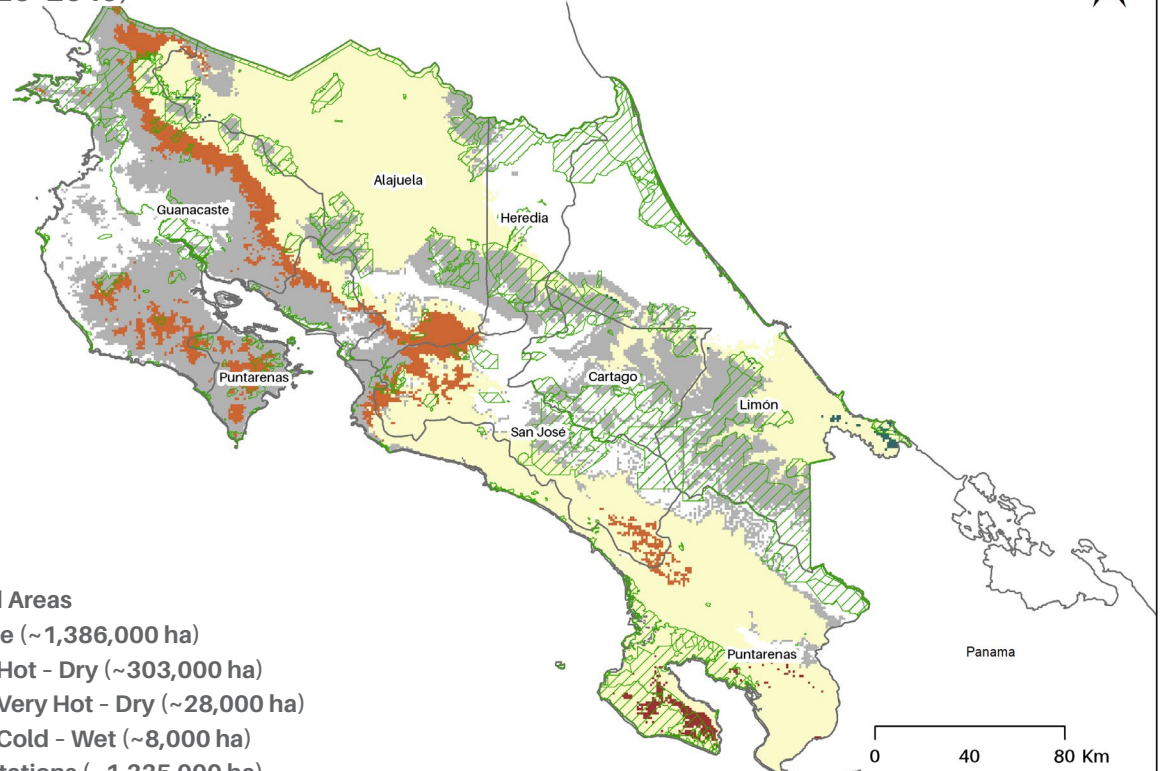 Alajuela
Guanacaste
Heredia
Puntarenas
Cartago
Limón
San José
Puntarenas
Panama
Areas
(~1,386,000 ha)
Hot - Dry (~303,000 ha)
Very Hot - Dry (~28,000 ha)
Cold - Wet (~8,000 ha)
0 40 80 Km